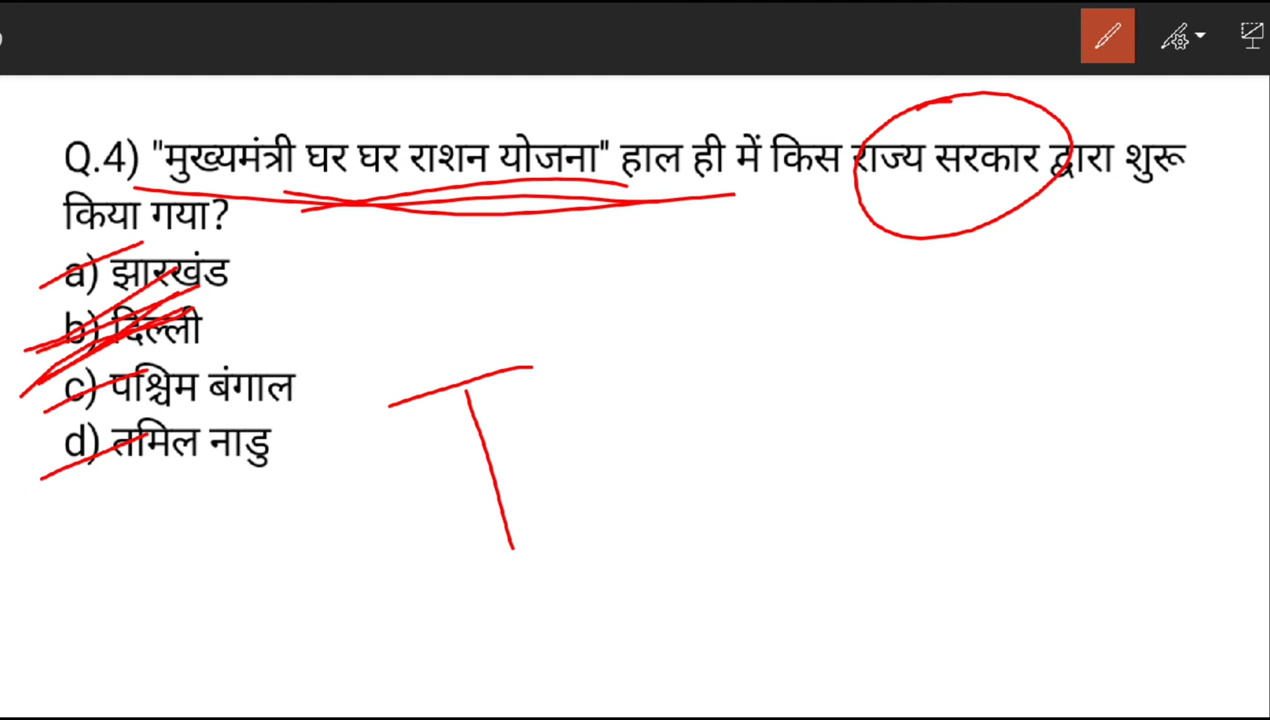 Q.4) "मुख्यमंत्री घर घर राशन योजना" हाल ही में किस राज्य सरकार द्वारा शुरू
किया गया?
a) झारखंड
b) दिल्ली
c) पश्चिम बंगाल
d) तमिल नाडु
T